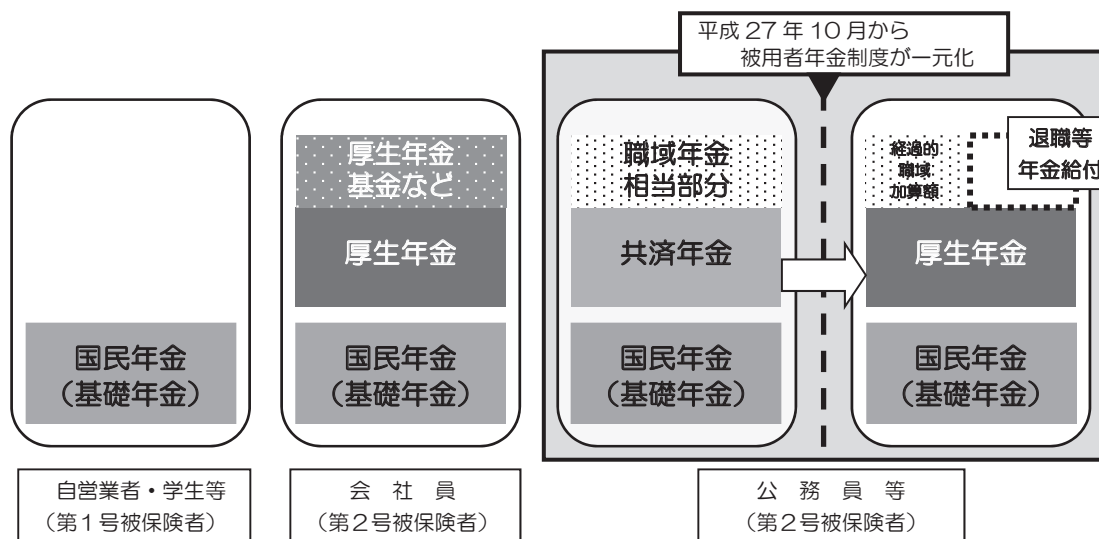 平成 27 年 10 月から
被用者年金制度が一元化
厚生年金
基金など
厚生年金
国民年金
（基礎年金）
国民年金
（基礎年金）
職域年金
相当部分
共済年金
国民年金
（基礎年金）
経過的
職域
加算額
退職等
年金給付
厚生年金
国民年金
（基礎年金）
自営業者・学生等
（第１号被保険者）
会　社　員
（第２号被保険者）
公　務　員　等
（第２号被保険者）